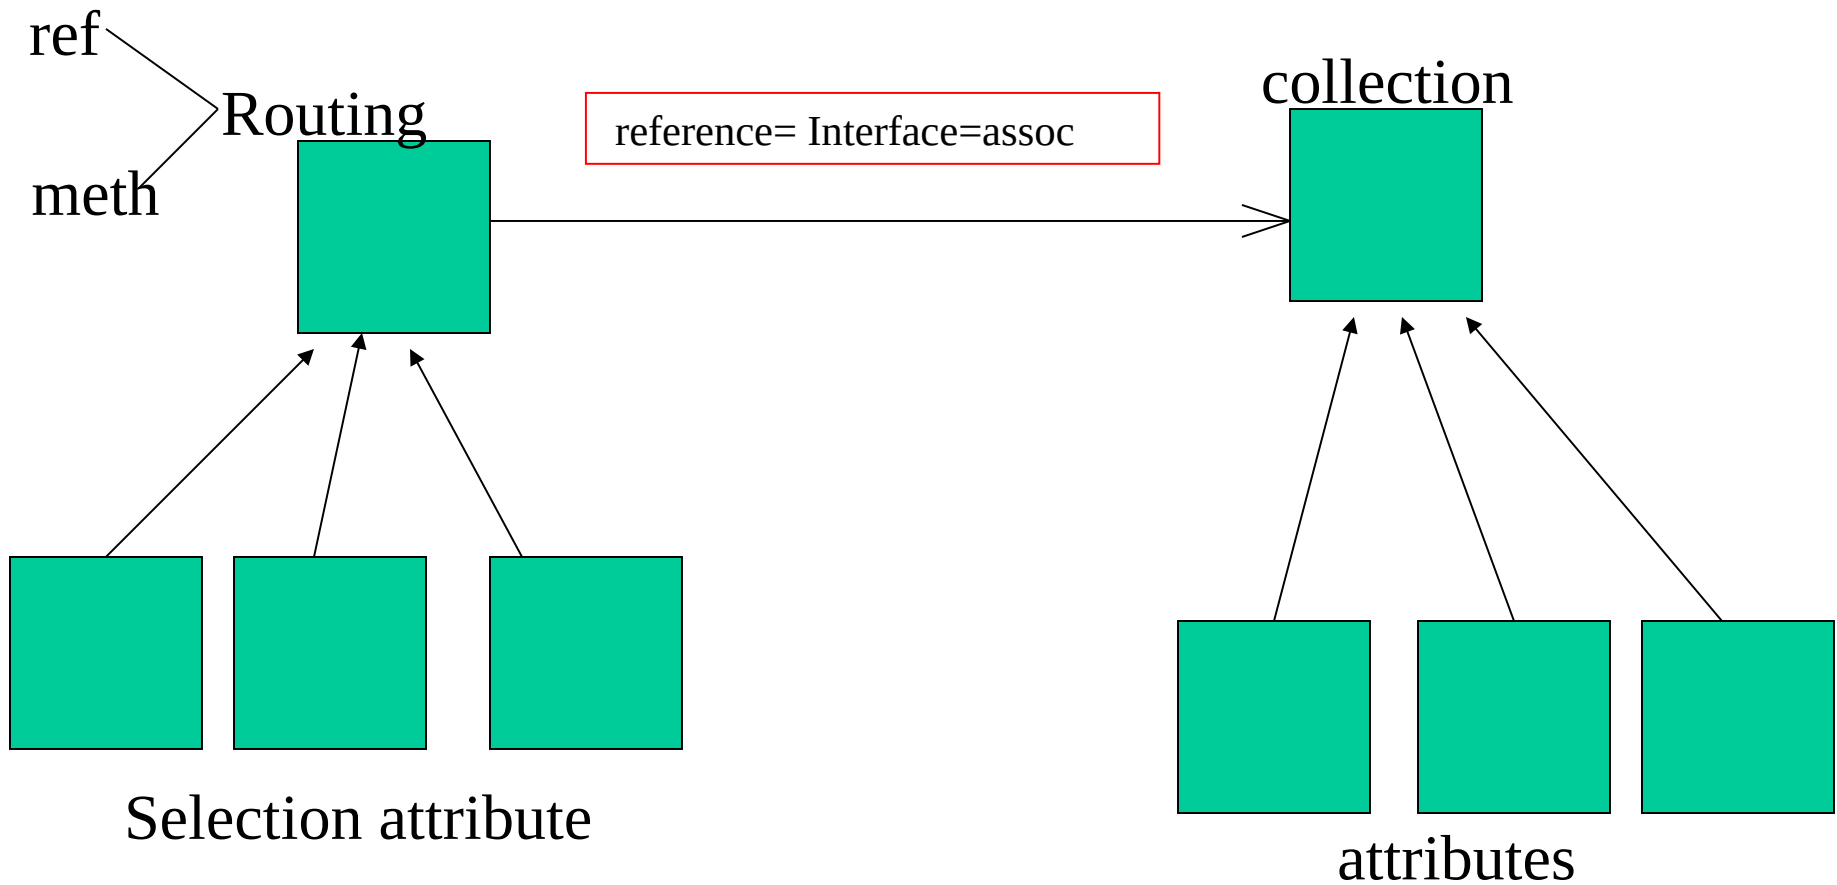 ref
Routing
meth
reference= Interface=assoc
collection
Selection attribute
attributes